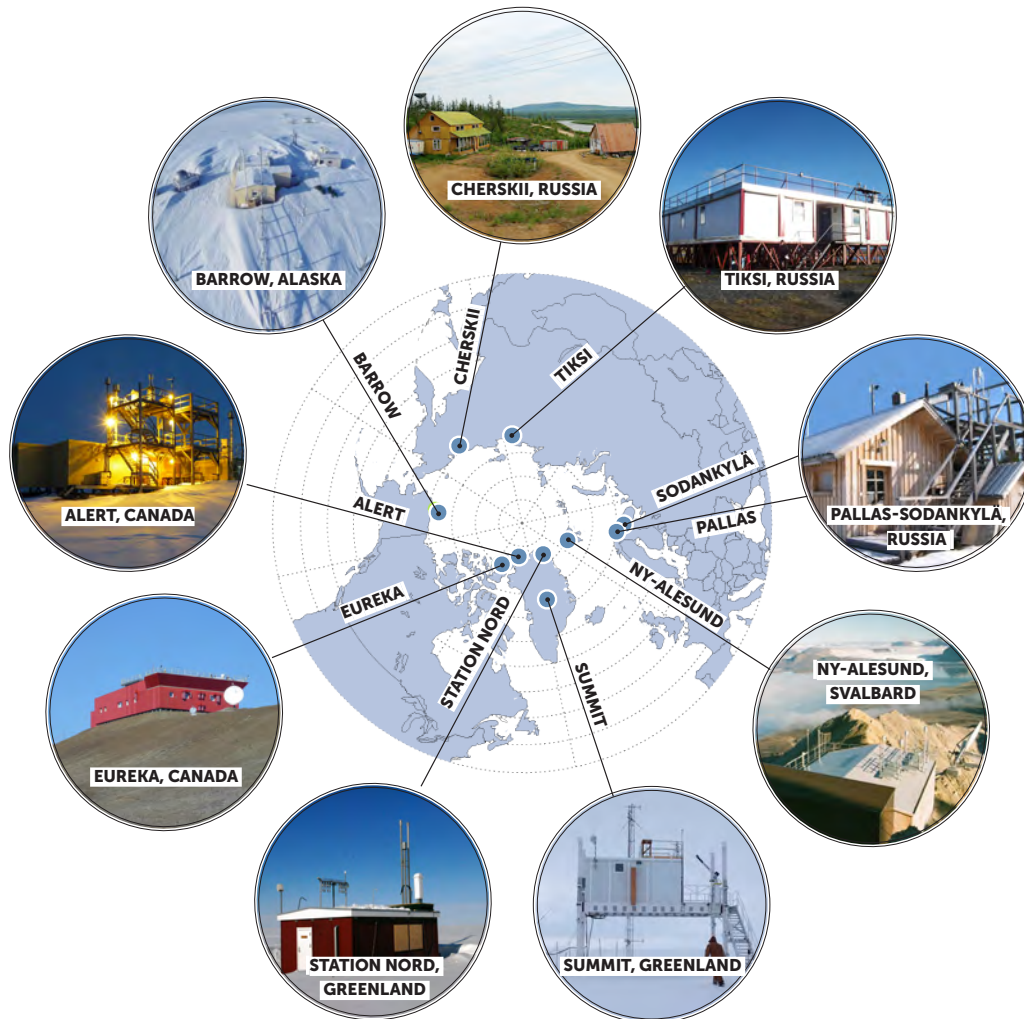 CHERSKII, RUSSIA
BARROW, ALASKA
TIKSI, RUSSIA
CHERSKII
TIKSI
BARROW
ALERT, CANADA
ALERT
SODANKYLÄ
PALLAS
PALLAS-SODANKYLÄ,
RUSSIA
EUREKA
NY-ALESUND
STATION NORD
SUMMIT
NY-ALESUND,
SVALBARD
EUREKA, CANADA
STATION NORD,
GREENLAND
SUMMIT, GREENLAND